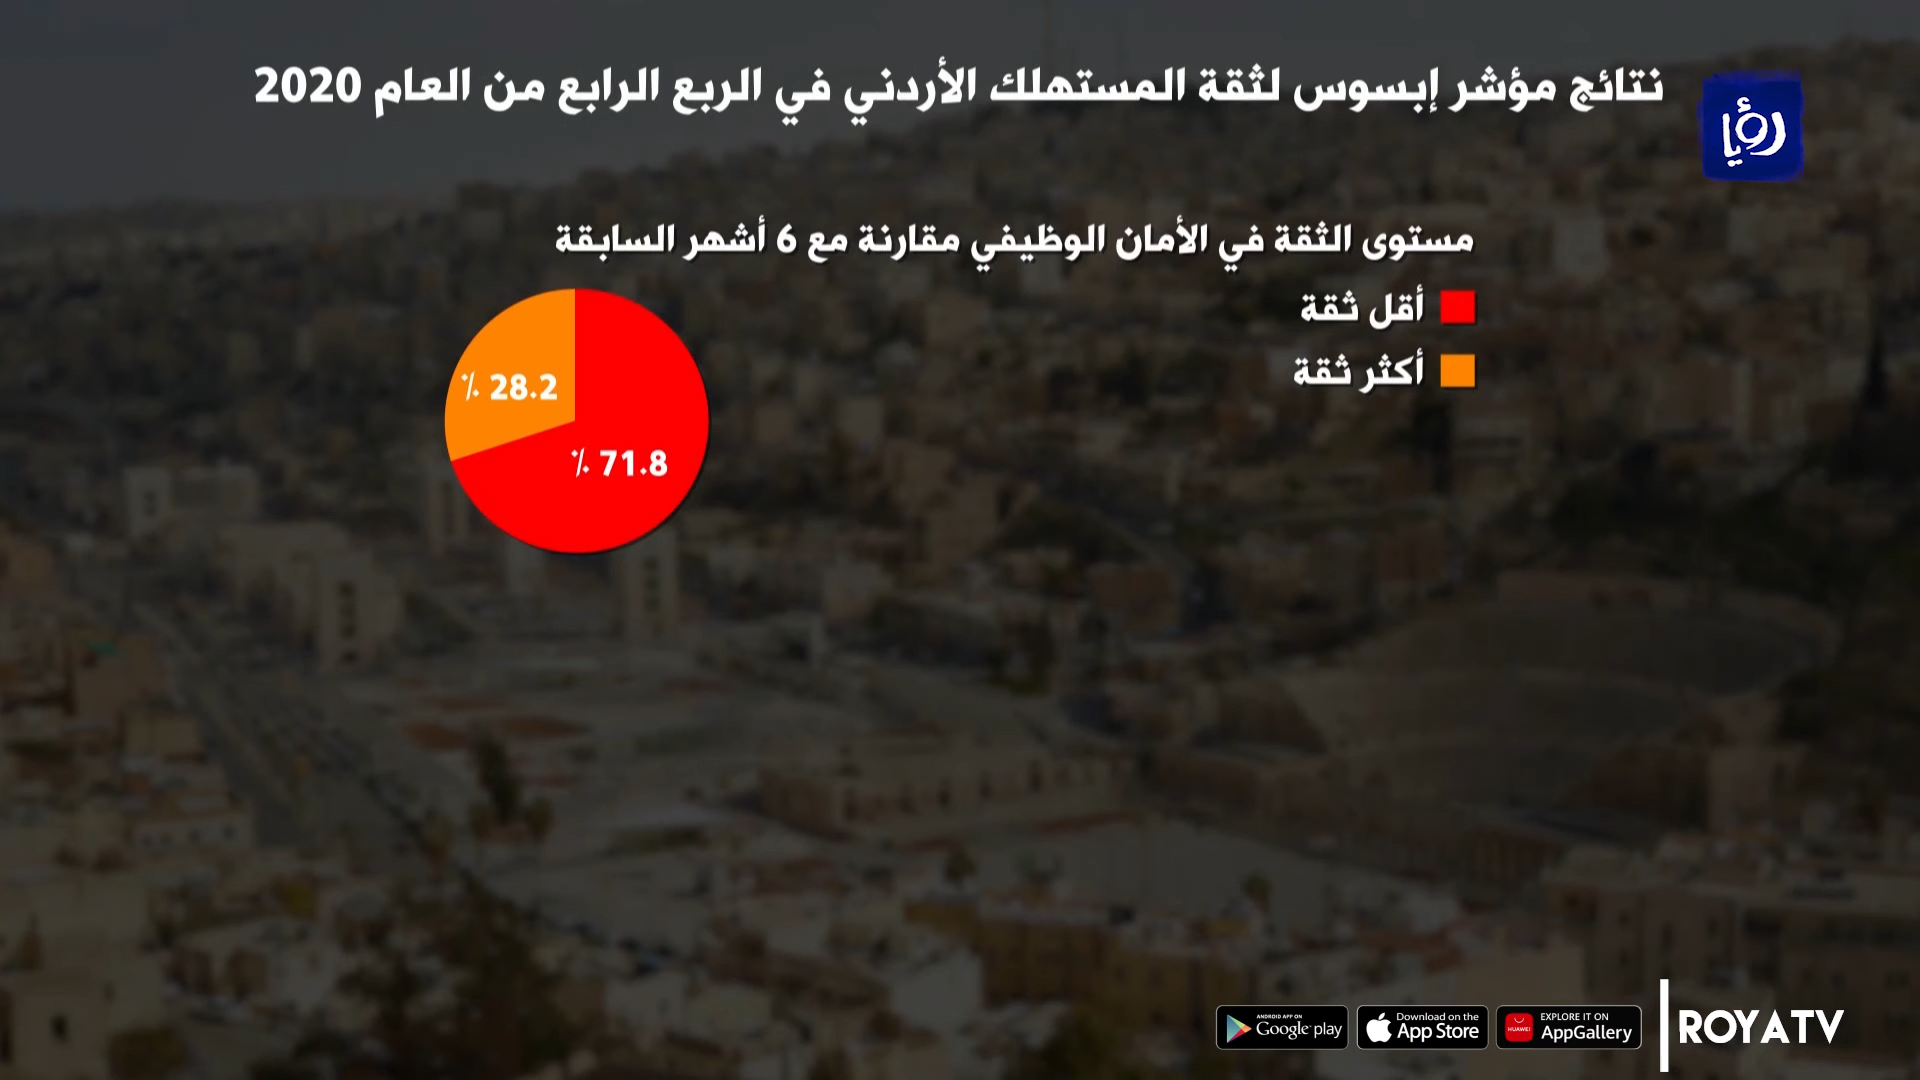 نتائج مؤشر إبسوس لثقة المستهلك الأردني في الربع الرابع من العام 2020
رؤيا
مستوى الثقة في الأمان الوظيفي مقارنة مع 6 أشهر السابقة
أقل ثقة
أكثر ثقة
28.2 ٪
71.8 ٪
ANDROID APP ON
Google play
Download on the
App Store
HUAWEI
EXPLORE IT ON
AppGallery
ROYATV